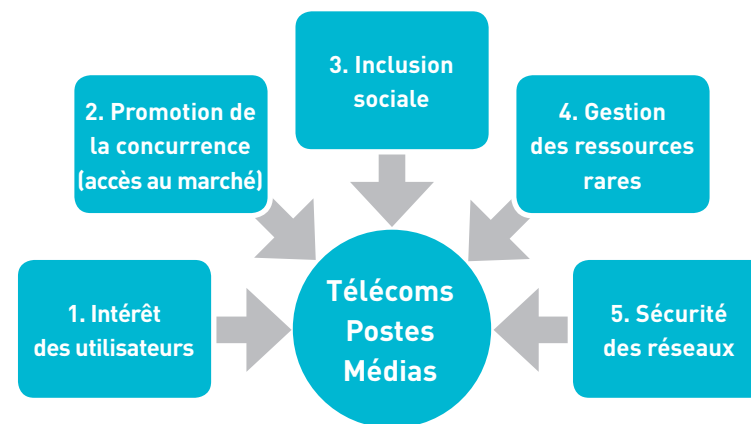 1. Intérêt
des utilisateurs
2. Promotion de
la concurrence
(accès au marché)
3. Inclusion
sociale
4. Gestion
des ressources
rares
5. Sécurité
des réseaux
Télécoms
Postes
Médias